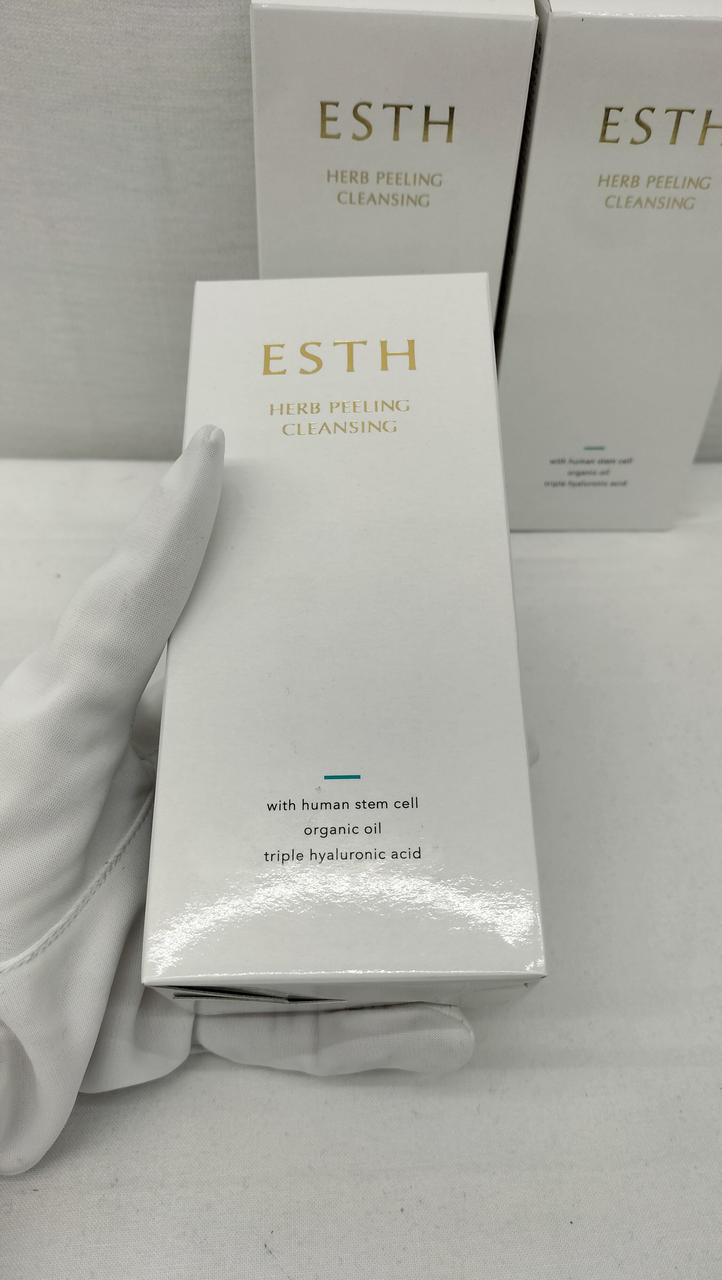 ESTH
HERB PEELING
CLEANSING
ESTH
HERB PEELING
CLEANSING
with human stem cell
organic oil
triple hyaluronic acid
ESTH
HERB PEELING
CLEANSING
with human stem cell
organic oil
triple hyaluronic acid